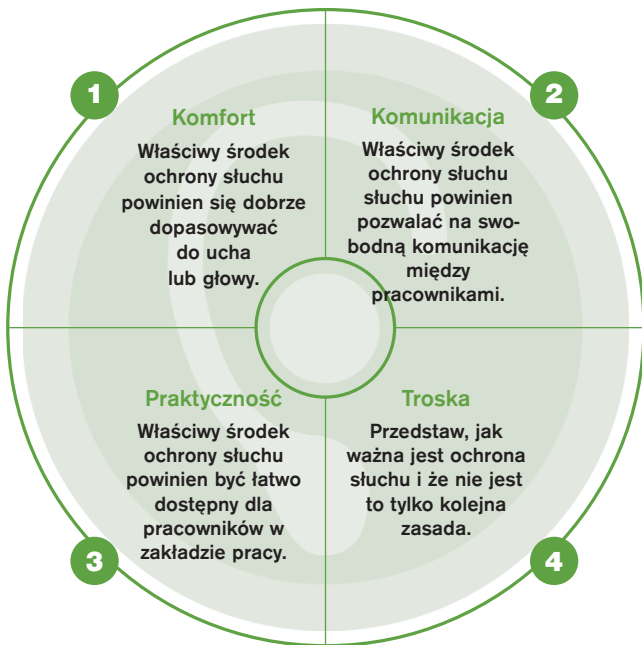 1
Komfort
Właściwy środek
ochrony słuchu
powinien się dobrze
dopasowywać
do ucha
lub głowy.
2
Komunikacja
Właściwy środek
ochrony słuchu
słuchu powinien
pozwalać na swo-
bodną komunikację
między
pracownikami.
3
Praktyczność
Właściwy środek
ochrony słuchu
powinien być łatwo
dostępny dla
pracowników w
zakładzie pracy.
4
Troska
Przedstaw, jak
ważna jest ochrona
słuchu i że nie jest
to tylko kolejna
zasada.